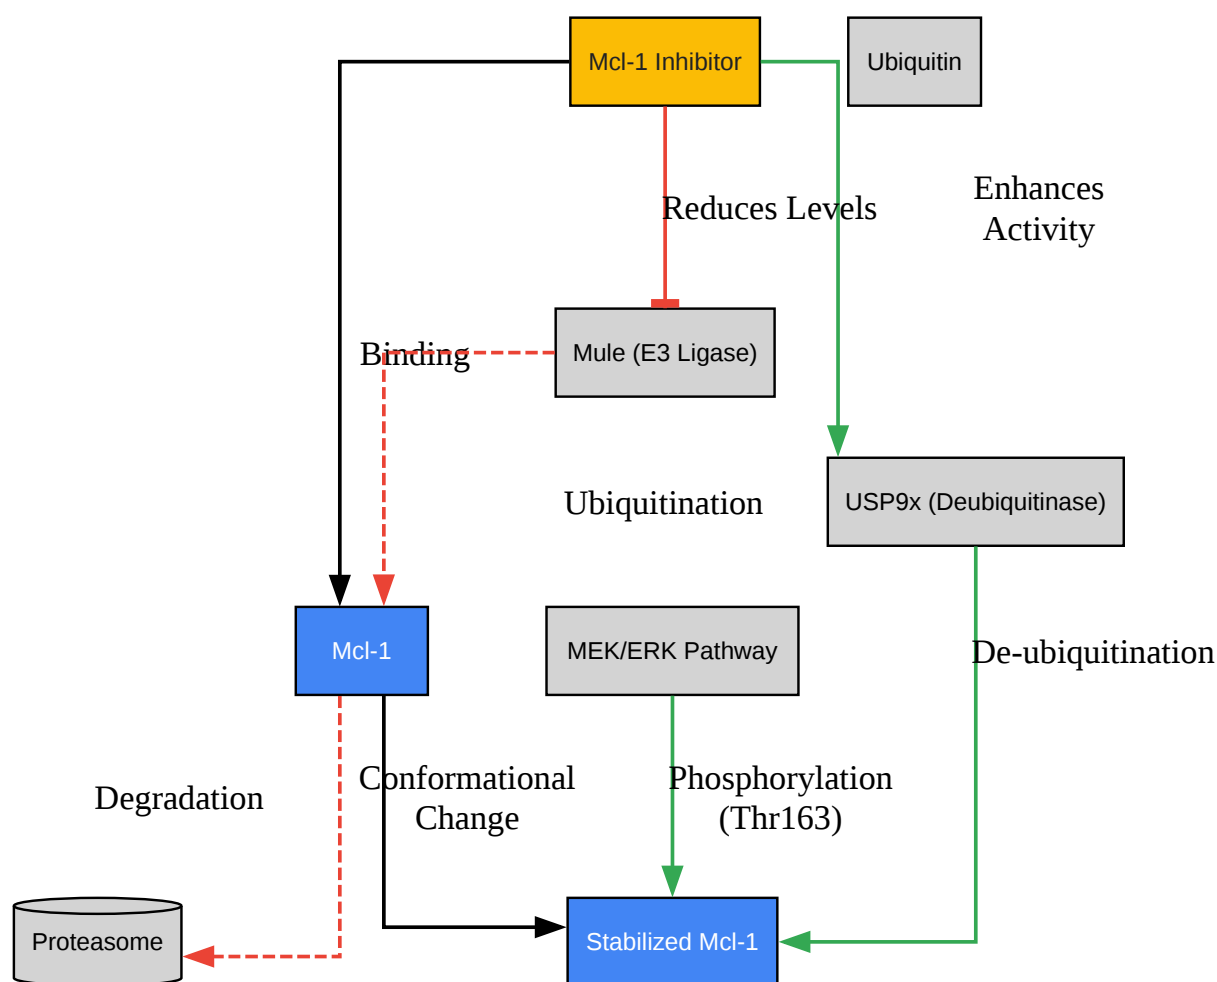 Mcl-1 Inhibitor
Ubiquitin
Enhances
Activity
Reduces Levels
Binding
Mule (E3 Ligase)
Ubiquitination
USP9x (Deubiquitinase)
Mcl-1
MEK/ERK Pathway
De-ubiquitination
Degradation
Conformational
Change
Phosphorylation
(Thr163)
Proteasome
Stabilized Mcl-1